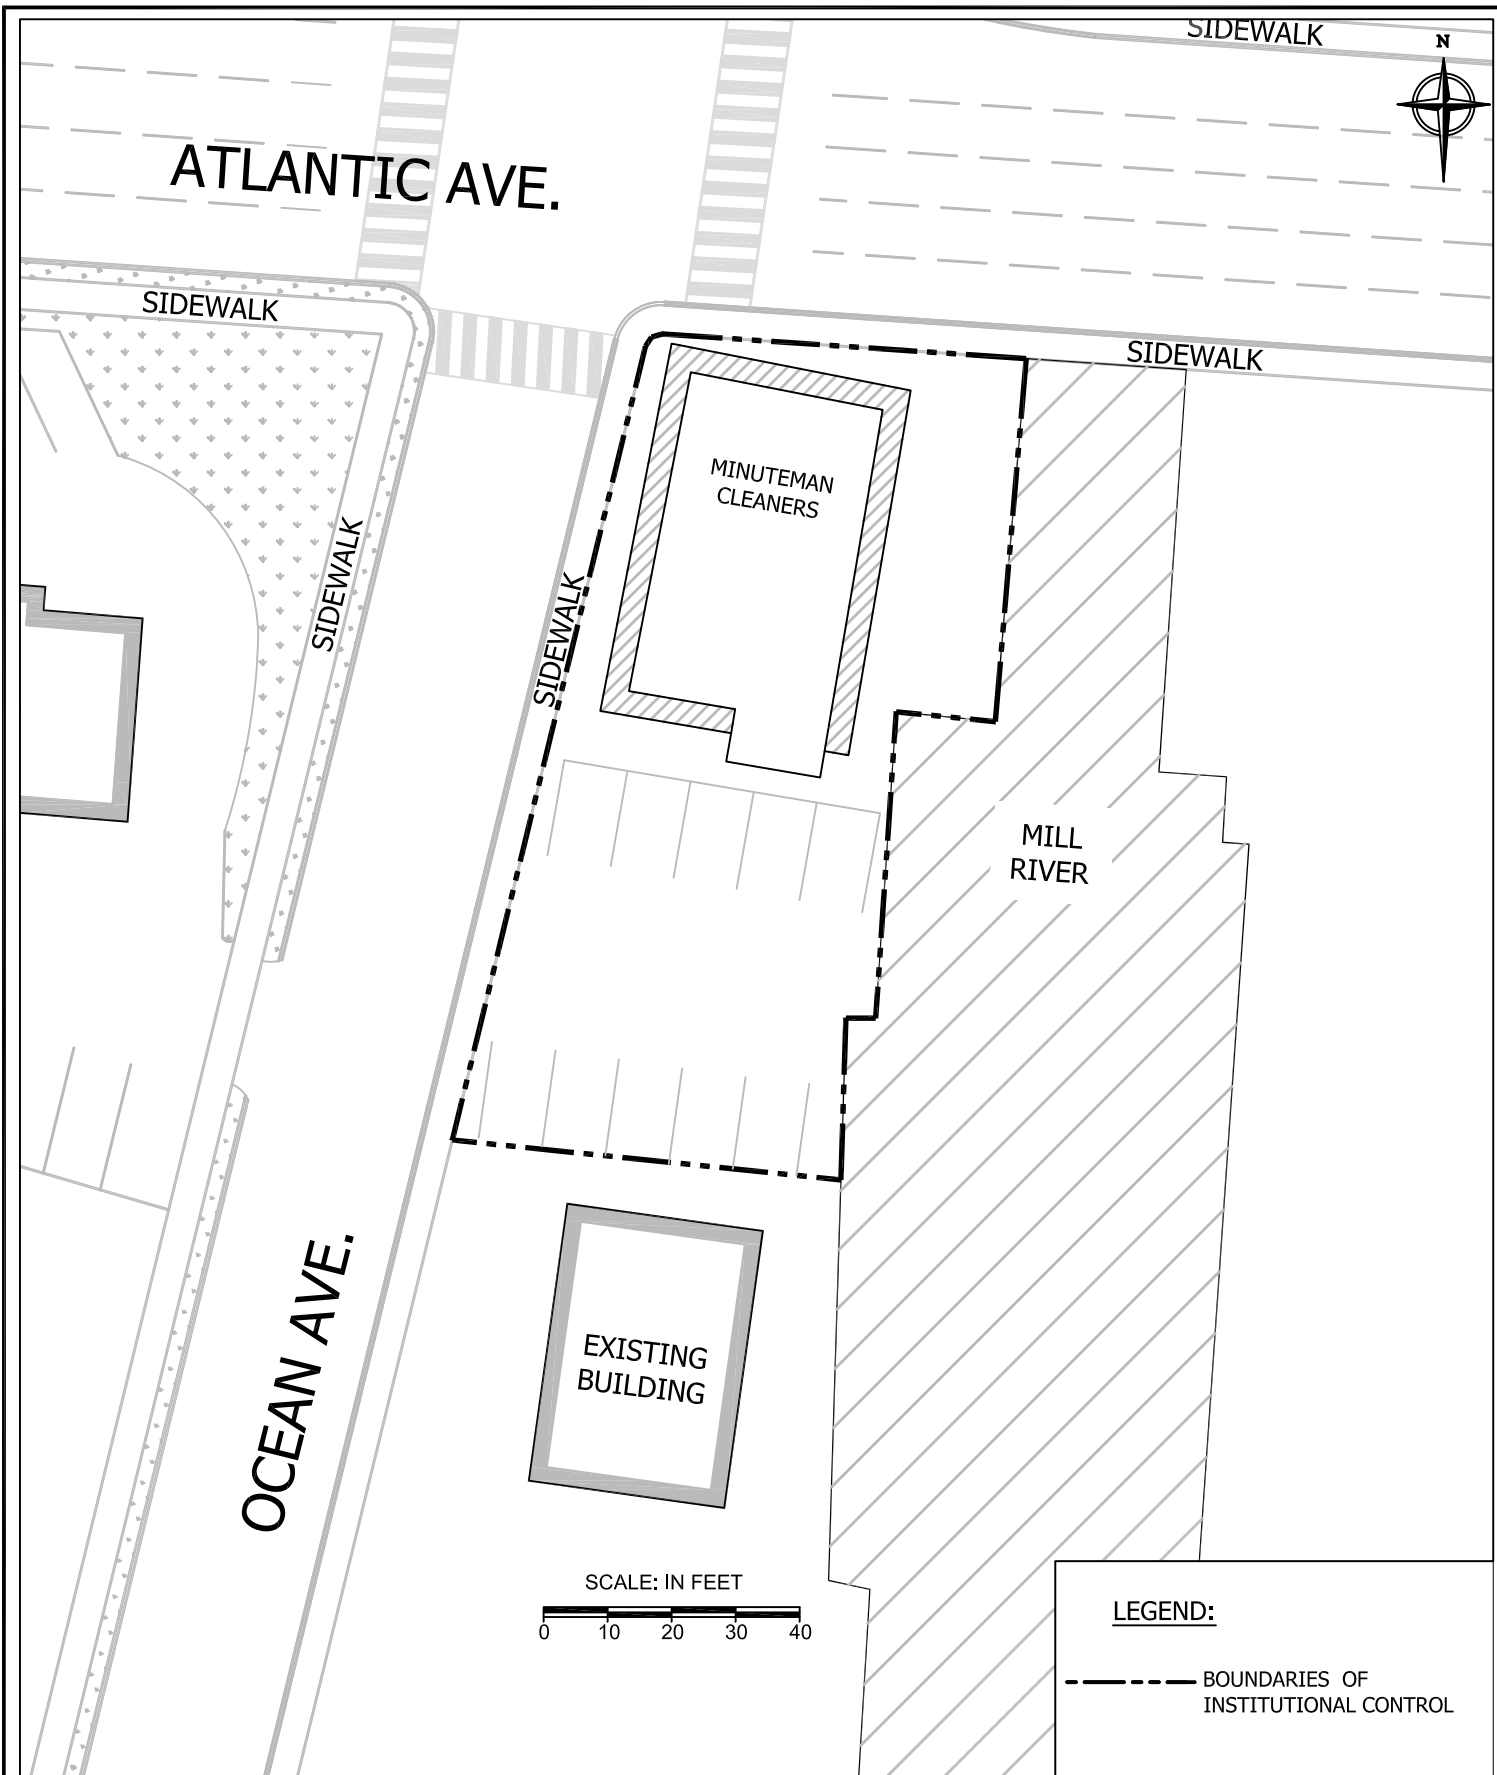 SIDEWALK
N
ATLANTIC AVE.
SIDEWALK
SIDEWALK
MINUTEMAN
CLEANERS
SIDEWALK
SIDEWALK
MILL
RIVER
OCEAN AVE.
EXISTING
BUILDING
SCALE: IN FEET
0 10 20 30 40
LEGEND:
BOUNDARIES OF
INSTITUTIONAL CONTROL